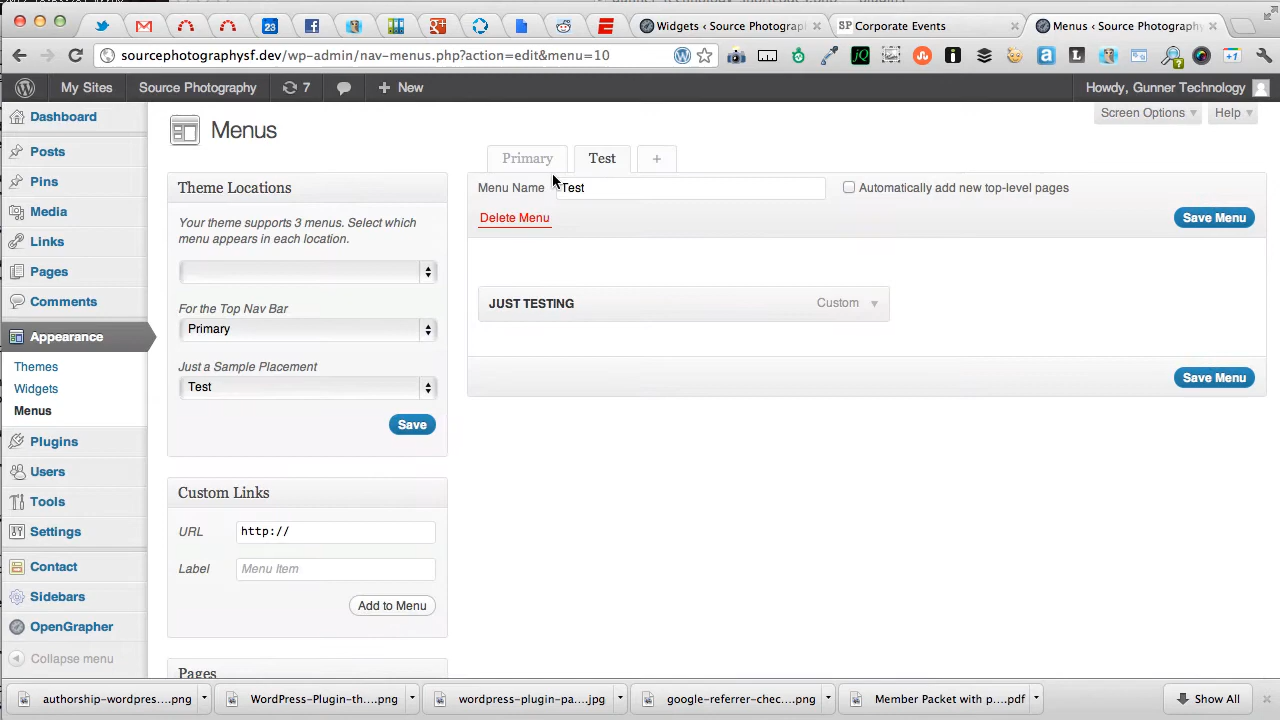 Widgets ‹ Source Photograph
Corporate Events
Menus ‹ Source Photography
sourcephotographysf.dev/wp-admin/nav-menus.php?action=edit&menu=10
My Sites
Source Photography
7
New
Howdy, Gunner Technology
Dashboard
Posts
Pins
Media
Links
Pages
Comments
Appearance
Themes
Widgets
Menus
Plugins
Users
Tools
Settings
Contact
Sidebars
OpenGrapher
Collapse menu
Screen Options
Help
Menus
Theme Locations
Your theme supports 3 menus. Select which
menu appears in each location.
For the Top Nav Bar
Primary
Just a Sample Placement
Test
Save
Custom Links
URL http://
Label Menu Item
Add to Menu
Pages
Primary Test +
Menu Name Test
Automatically add new top-level pages
Delete Menu
Save Menu
JUST TESTING
Custom
Save Menu
authorship-wordpres....png
WordPress-Plugin-th....png
wordpress-plugin-pa....jpg
google-referrer-chec....png
Member Packet with p....pdf
Show All